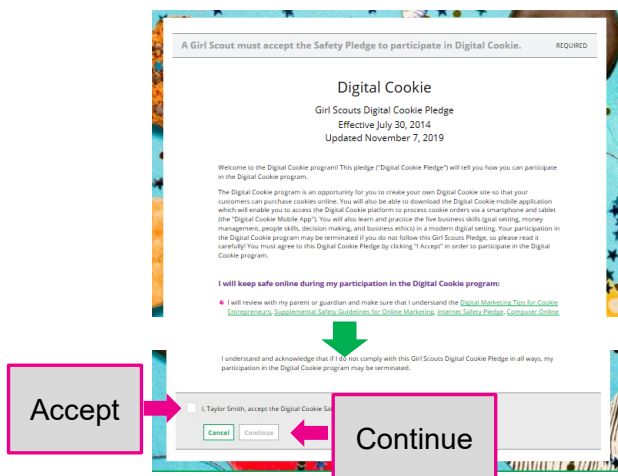 A Girl Scout must accept the Safety Pledge to participate in Digital Cookie. REQUIRED
Digital Cookie
Girl Scouts Digital Cookie Pledge
Effective July 30, 2014
Updated November 7, 2019
Welcome to the Digital Cookie program! This pledge ("Digital Cookie Pledge") will tell you how you can participate
in the Digital Cookie program.
The Digital Cookie program is an opportunity for you to create your own Digital Cookie site so that your
customers can purchase cookies online. You will also be able to download the Digital Cookie mobile application
which will enable you to access the Digital Cookie platform to process cookie orders via a smartphone and tablet
(the "Digital Cookie Mobile App"). You will also learn and practice the five business skills (goal setting, money
management, people skills, decision making, and business ethics) in a modern digital setting. Your participation in
the Digital Cookie program may be terminated if you do not follow this Girl Scouts Pledge, so please read it
carefully! You must agree to this Digital Cookie Pledge by clicking "I Accept" in order to participate in the Digital
Cookie program.
I will keep safe online during my participation in the Digital Cookie program:
I will review with my parent or guardian and make sure that I understand the Digital Marketing Tips for Cookie
Entrepreneurs, Supplemental Safety Guidelines for Online Marketing, Internet Safety Pledge, Computer Online
I understand and acknowledge that if I do not comply with this Girl Scouts Digital Cookie Pledge in all ways, my
participation in the Digital Cookie program may be terminated.
Accept
I, Taylor Smith, accept the Digital Cookie
Cancel Continue
Continue